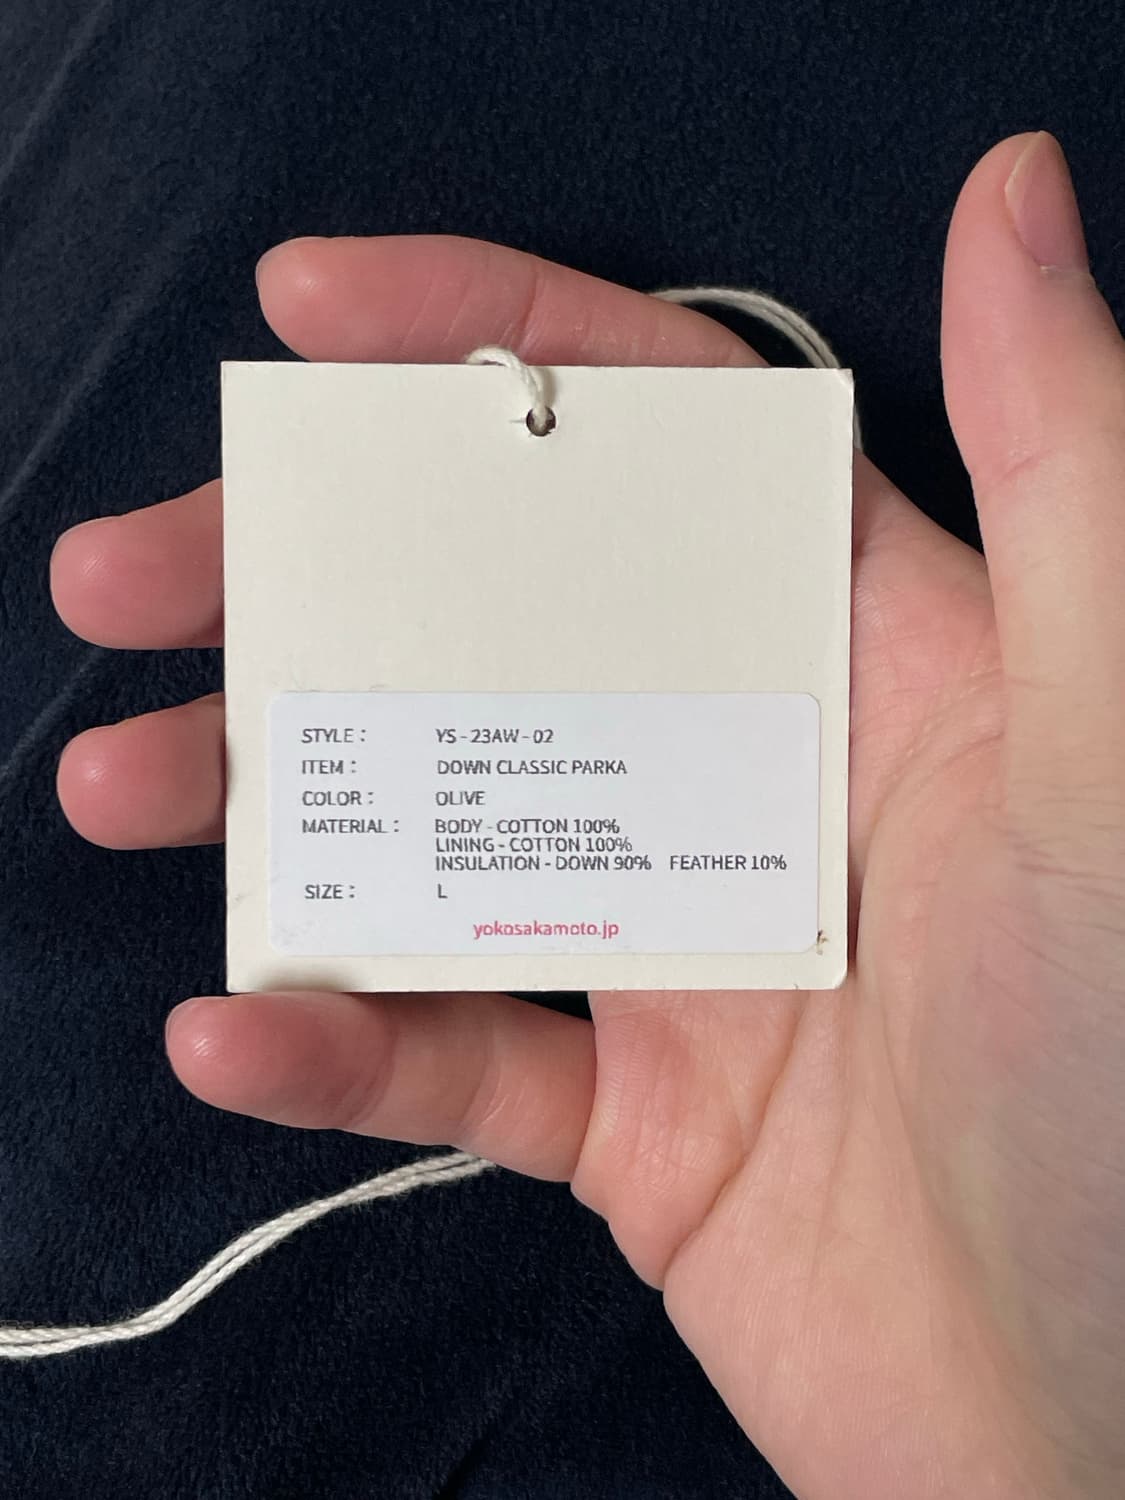 STYLE : YS-23AW-02
ITEM : DOWN CLASSIC PARKA
COLOR : OLIVE
MATERIAL : BODY - COTTON 100%
LINING - COTTON 100%
INSULATION - DOWN 90% FEATHER 10%
SIZE : L
yokosakamoto.jp